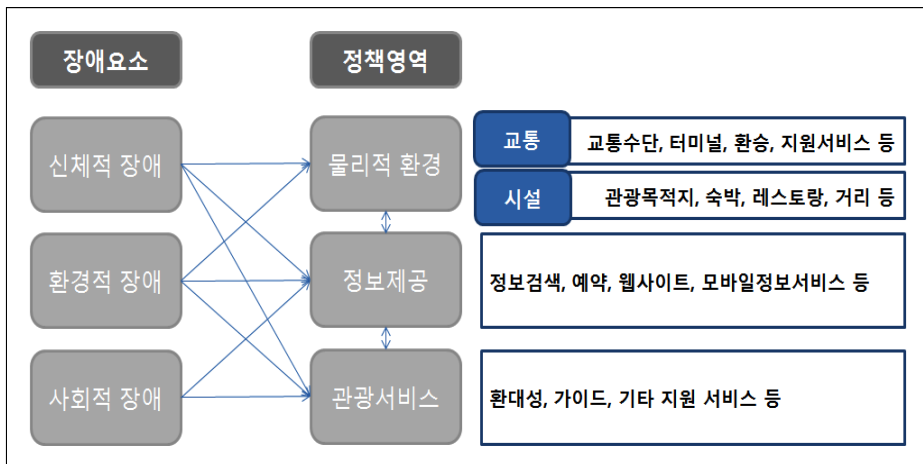 장애요소
정책영역
신체적 장애
물리적 환경
교통
교통수단, 터미널, 환승, 지원서비스 등
시설
관광목적지, 숙박, 레스토랑, 거리 등
환경적 장애
정보제공
정보검색, 예약, 웹사이트, 모바일정보서비스 등
사회적 장애
관광서비스
환대성, 가이드, 기타 지원 서비스 등